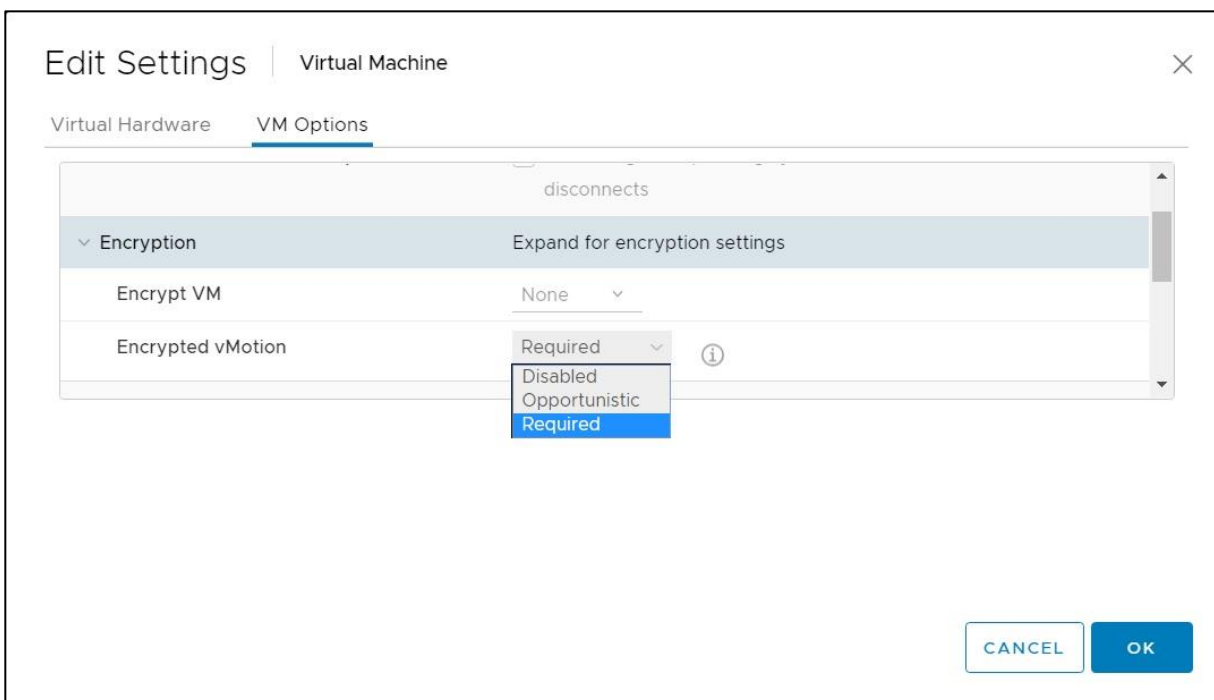 Edit Settings Virtual Machine
Virtual Hardware VM Options
disconnects
Encryption Expand for encryption settings
Encrypt VM None
Encrypted vMotion Required
Disabled
Opportunistic
Required
CANCEL OK